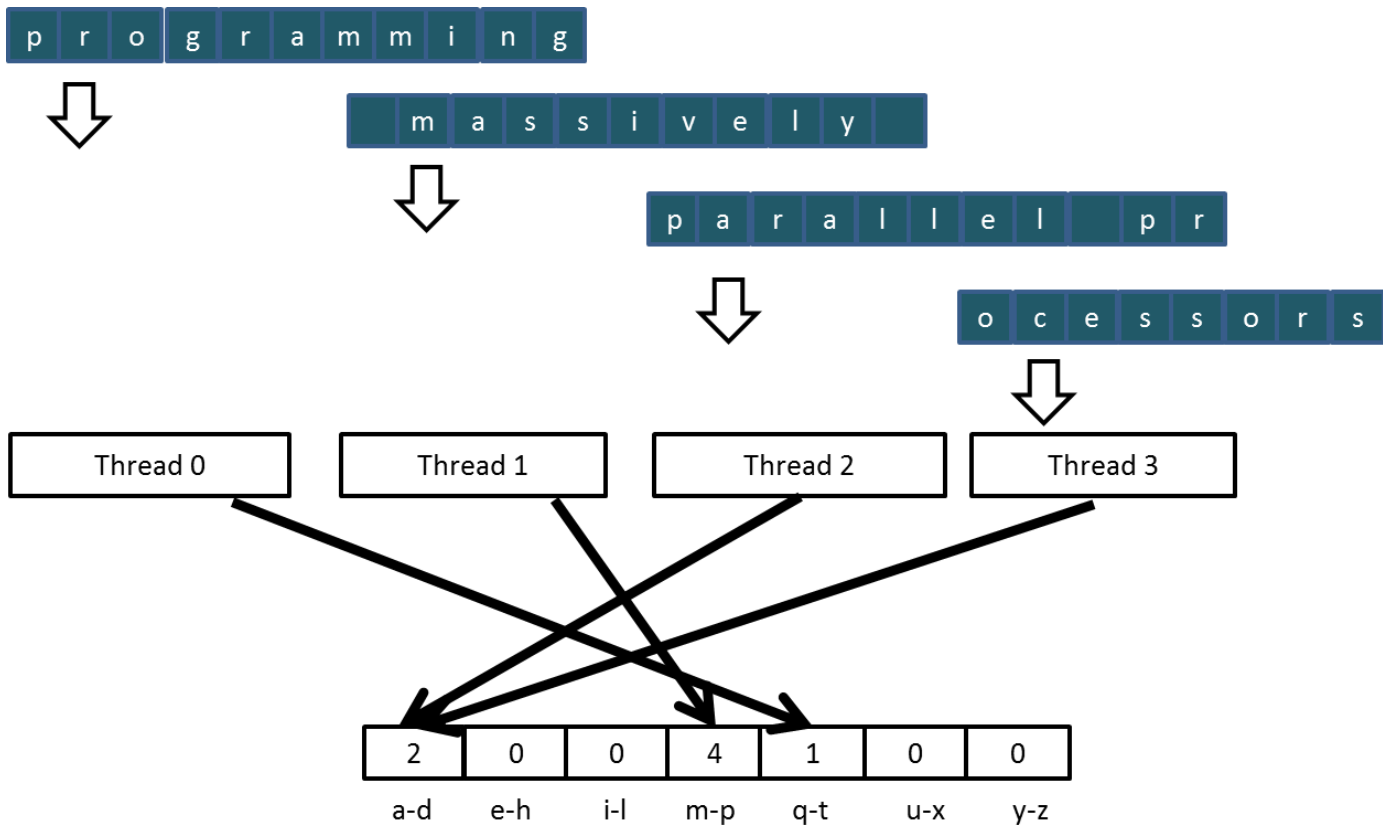 p r o g r a m m i n g
m a s s i v e l y
p a r a l l e l p r
o c e s s o r s
Thread 0 Thread 1 Thread 2 Thread 3
2 0 0 4 1 0 0
a-d e-h i-l m-p q-t u-x y-z